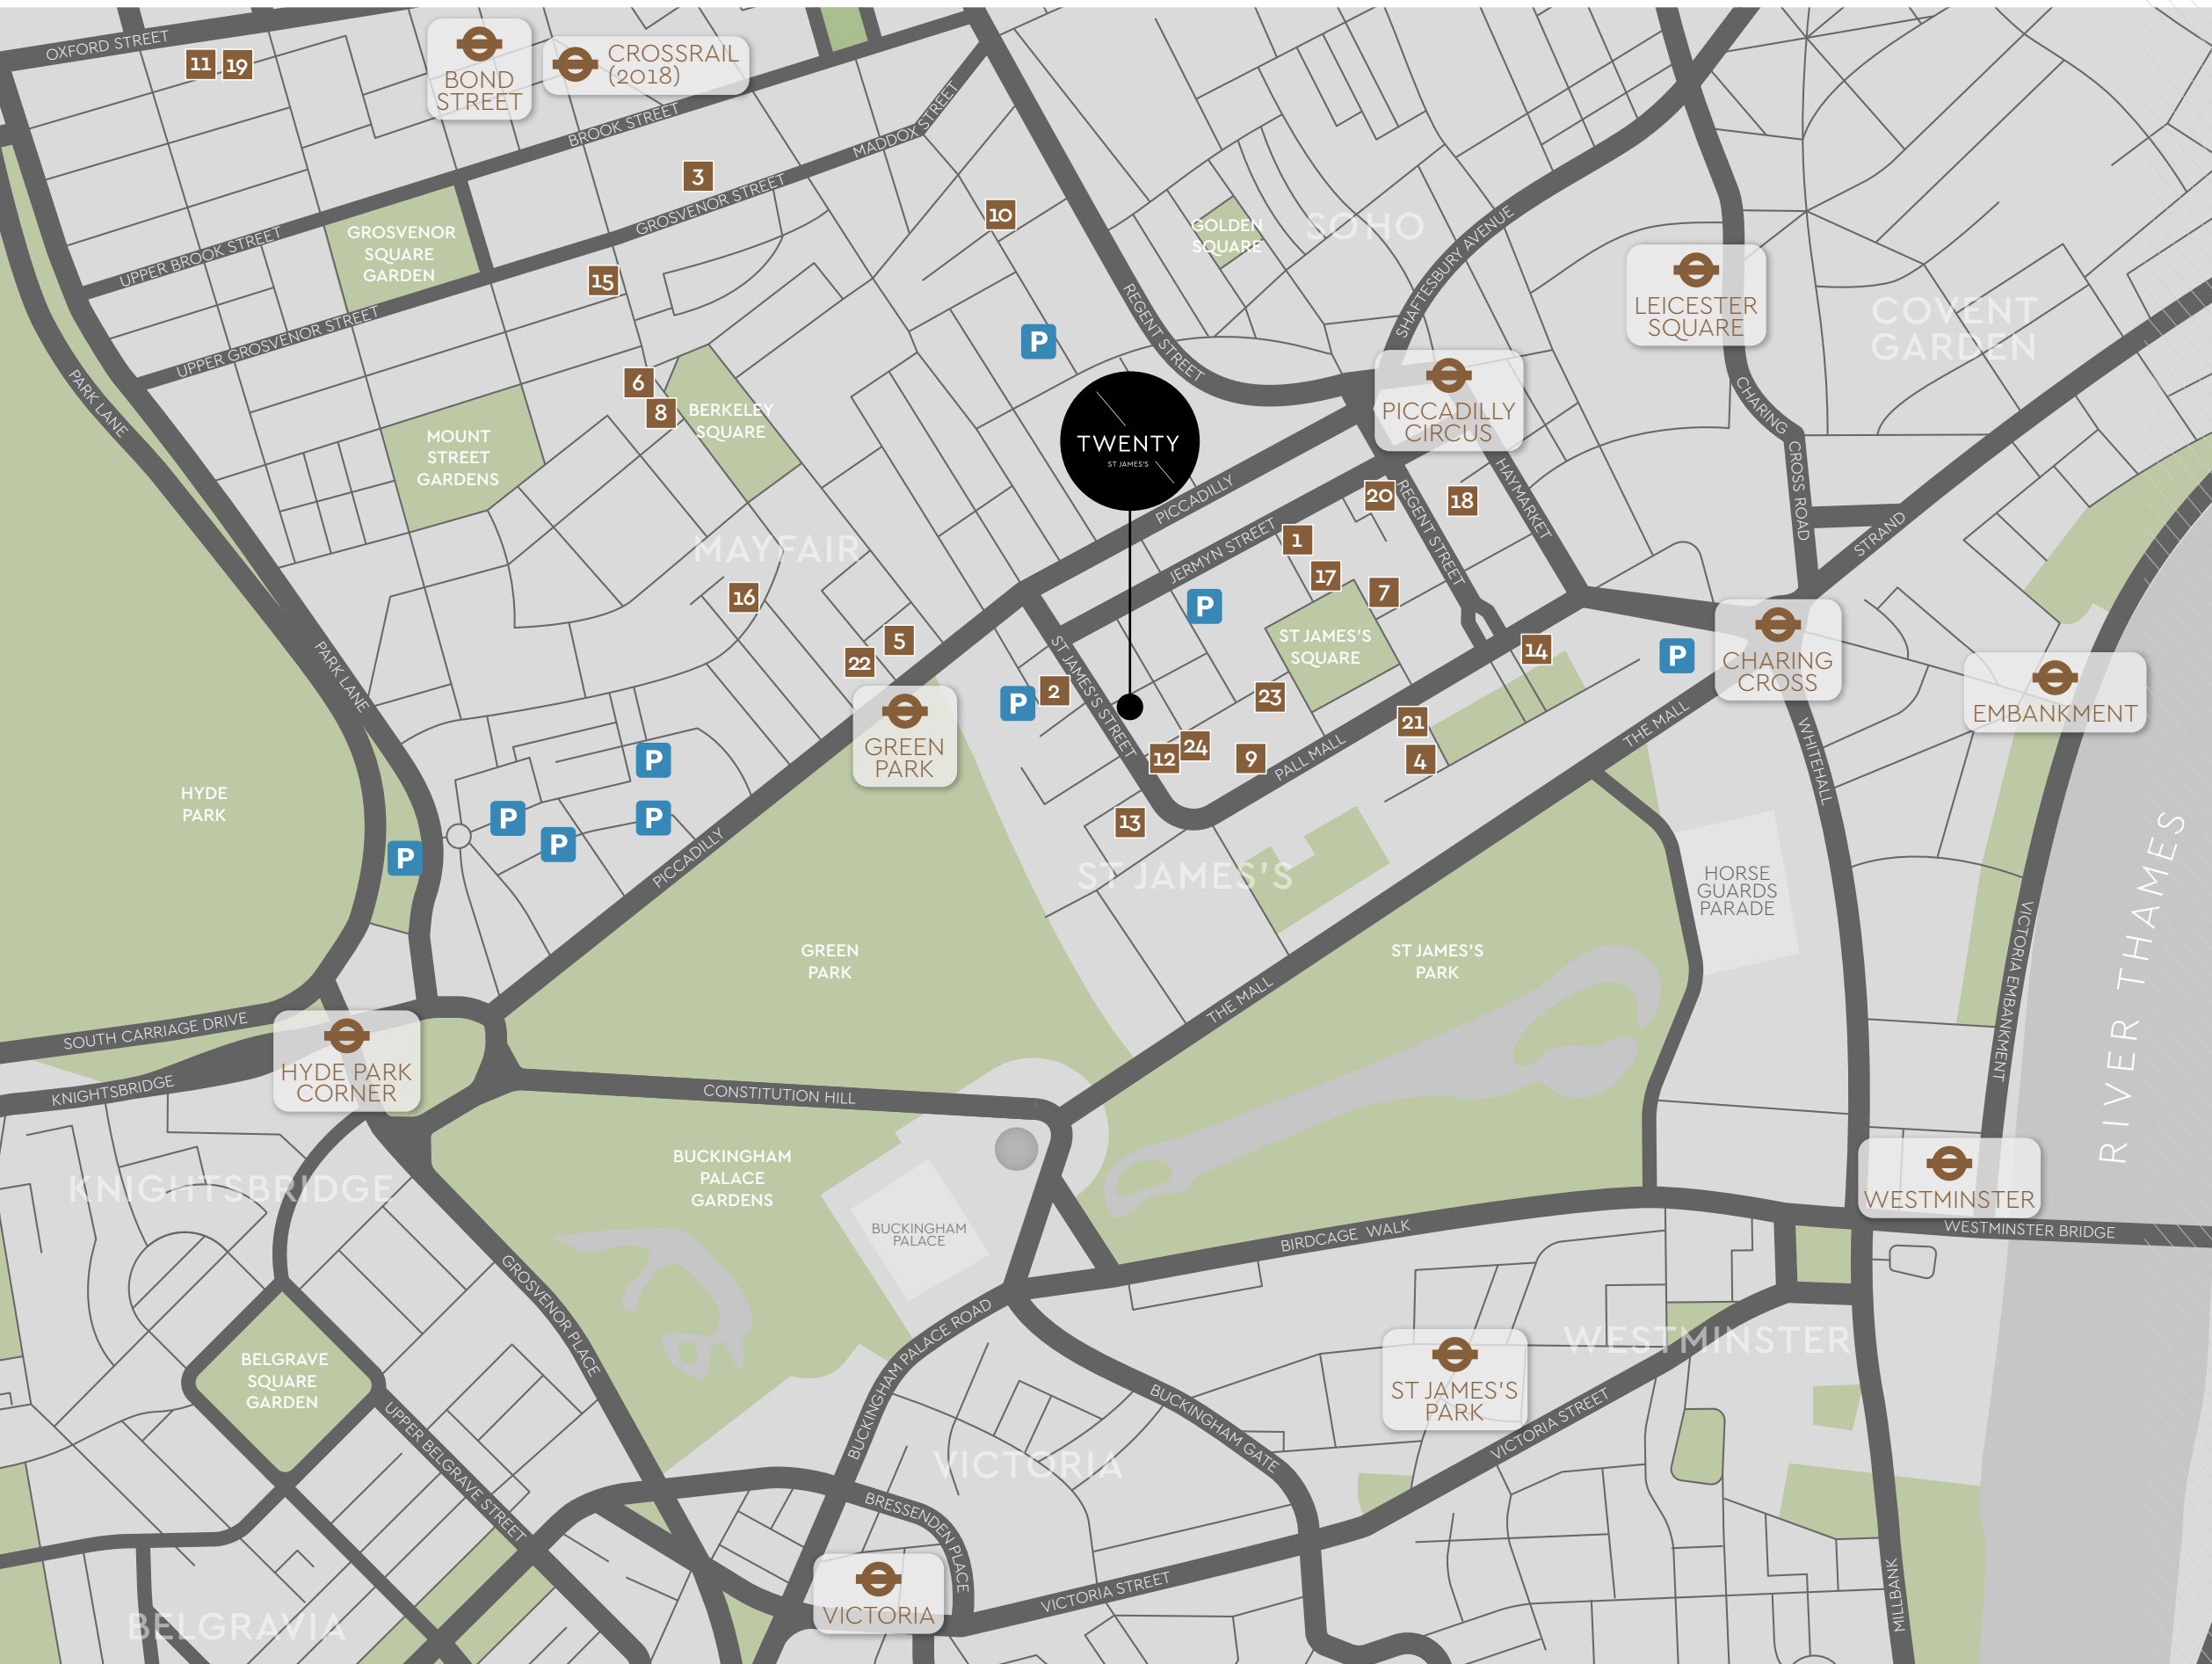 OXFORD STREET
11 19
BOND
STREET
CROSSRAIL
(2018)
BROOK STREET
MADDOX STREET
3
GROSVENOR STREET
10
GOLDEN
SQUARE
SOHO
SHAFTESBURY AVENUE
UPPER BROOK STREET
GROSVENOR
SQUARE
GARDEN
15
LEICESTER
SQUARE
COVENT
GARDEN
UPPER GROSVENOR STREET
REGENT STREET
P
PARK LANE
6
8
BERKELEY
SQUARE
MOUNT
STREET
GARDENS
TWENTY
ST JAMES'S
PICCADILLY
CIRCUS
CHARING
CROSS ROAD
PICCADILLY
20
18
HAYMARKET
REGENT STREET
STRAND
MAYFAIR
JERMYN STREET
1
17
7
16
P
ST JAMES'S
SQUARE
22
5
14
P
CHARING
CROSS
PARK LANE
ST JAMES'S STREET
P
2
23
EMBANKMENT
GREEN
PARK
21
THE MALL
WHITEHALL
12
24
9
PALL MALL
4
P
P
P
P
P
13
HYDE
PARK
PICCADILLY
ST JAMES'S
HORSE
GUARDS
PARADE
RIVER THAMES
GREEN
PARK
ST JAMES'S
PARK
VICTORIA EMBANKMENT
THE MALL
SOUTH CARRIAGE DRIVE
HYDE PARK
CORNER
KNIGHTSBRIDGE
CONSTITUTION HILL
BUCKINGHAM
PALACE
GARDENS
KNIGHTSBRIDGE
WESTMINSTER
BUCKINGHAM
PALACE
BIRDCAGE WALK
WESTMINSTER BRIDGE
GROSVENOR PLACE
BUCKINGHAM PALACE ROAD
WESTMINSTER
BELGRAVE
SQUARE
GARDEN
ST JAMES'S
PARK
UPPER BELGRAVE STREET
BUCKINGHAM GATE
VICTORIA STREET
VICTORIA
BRESSENDEN PLACE
VICTORIA
VICTORIA STREET
MILLBANK
BELGRAVIA